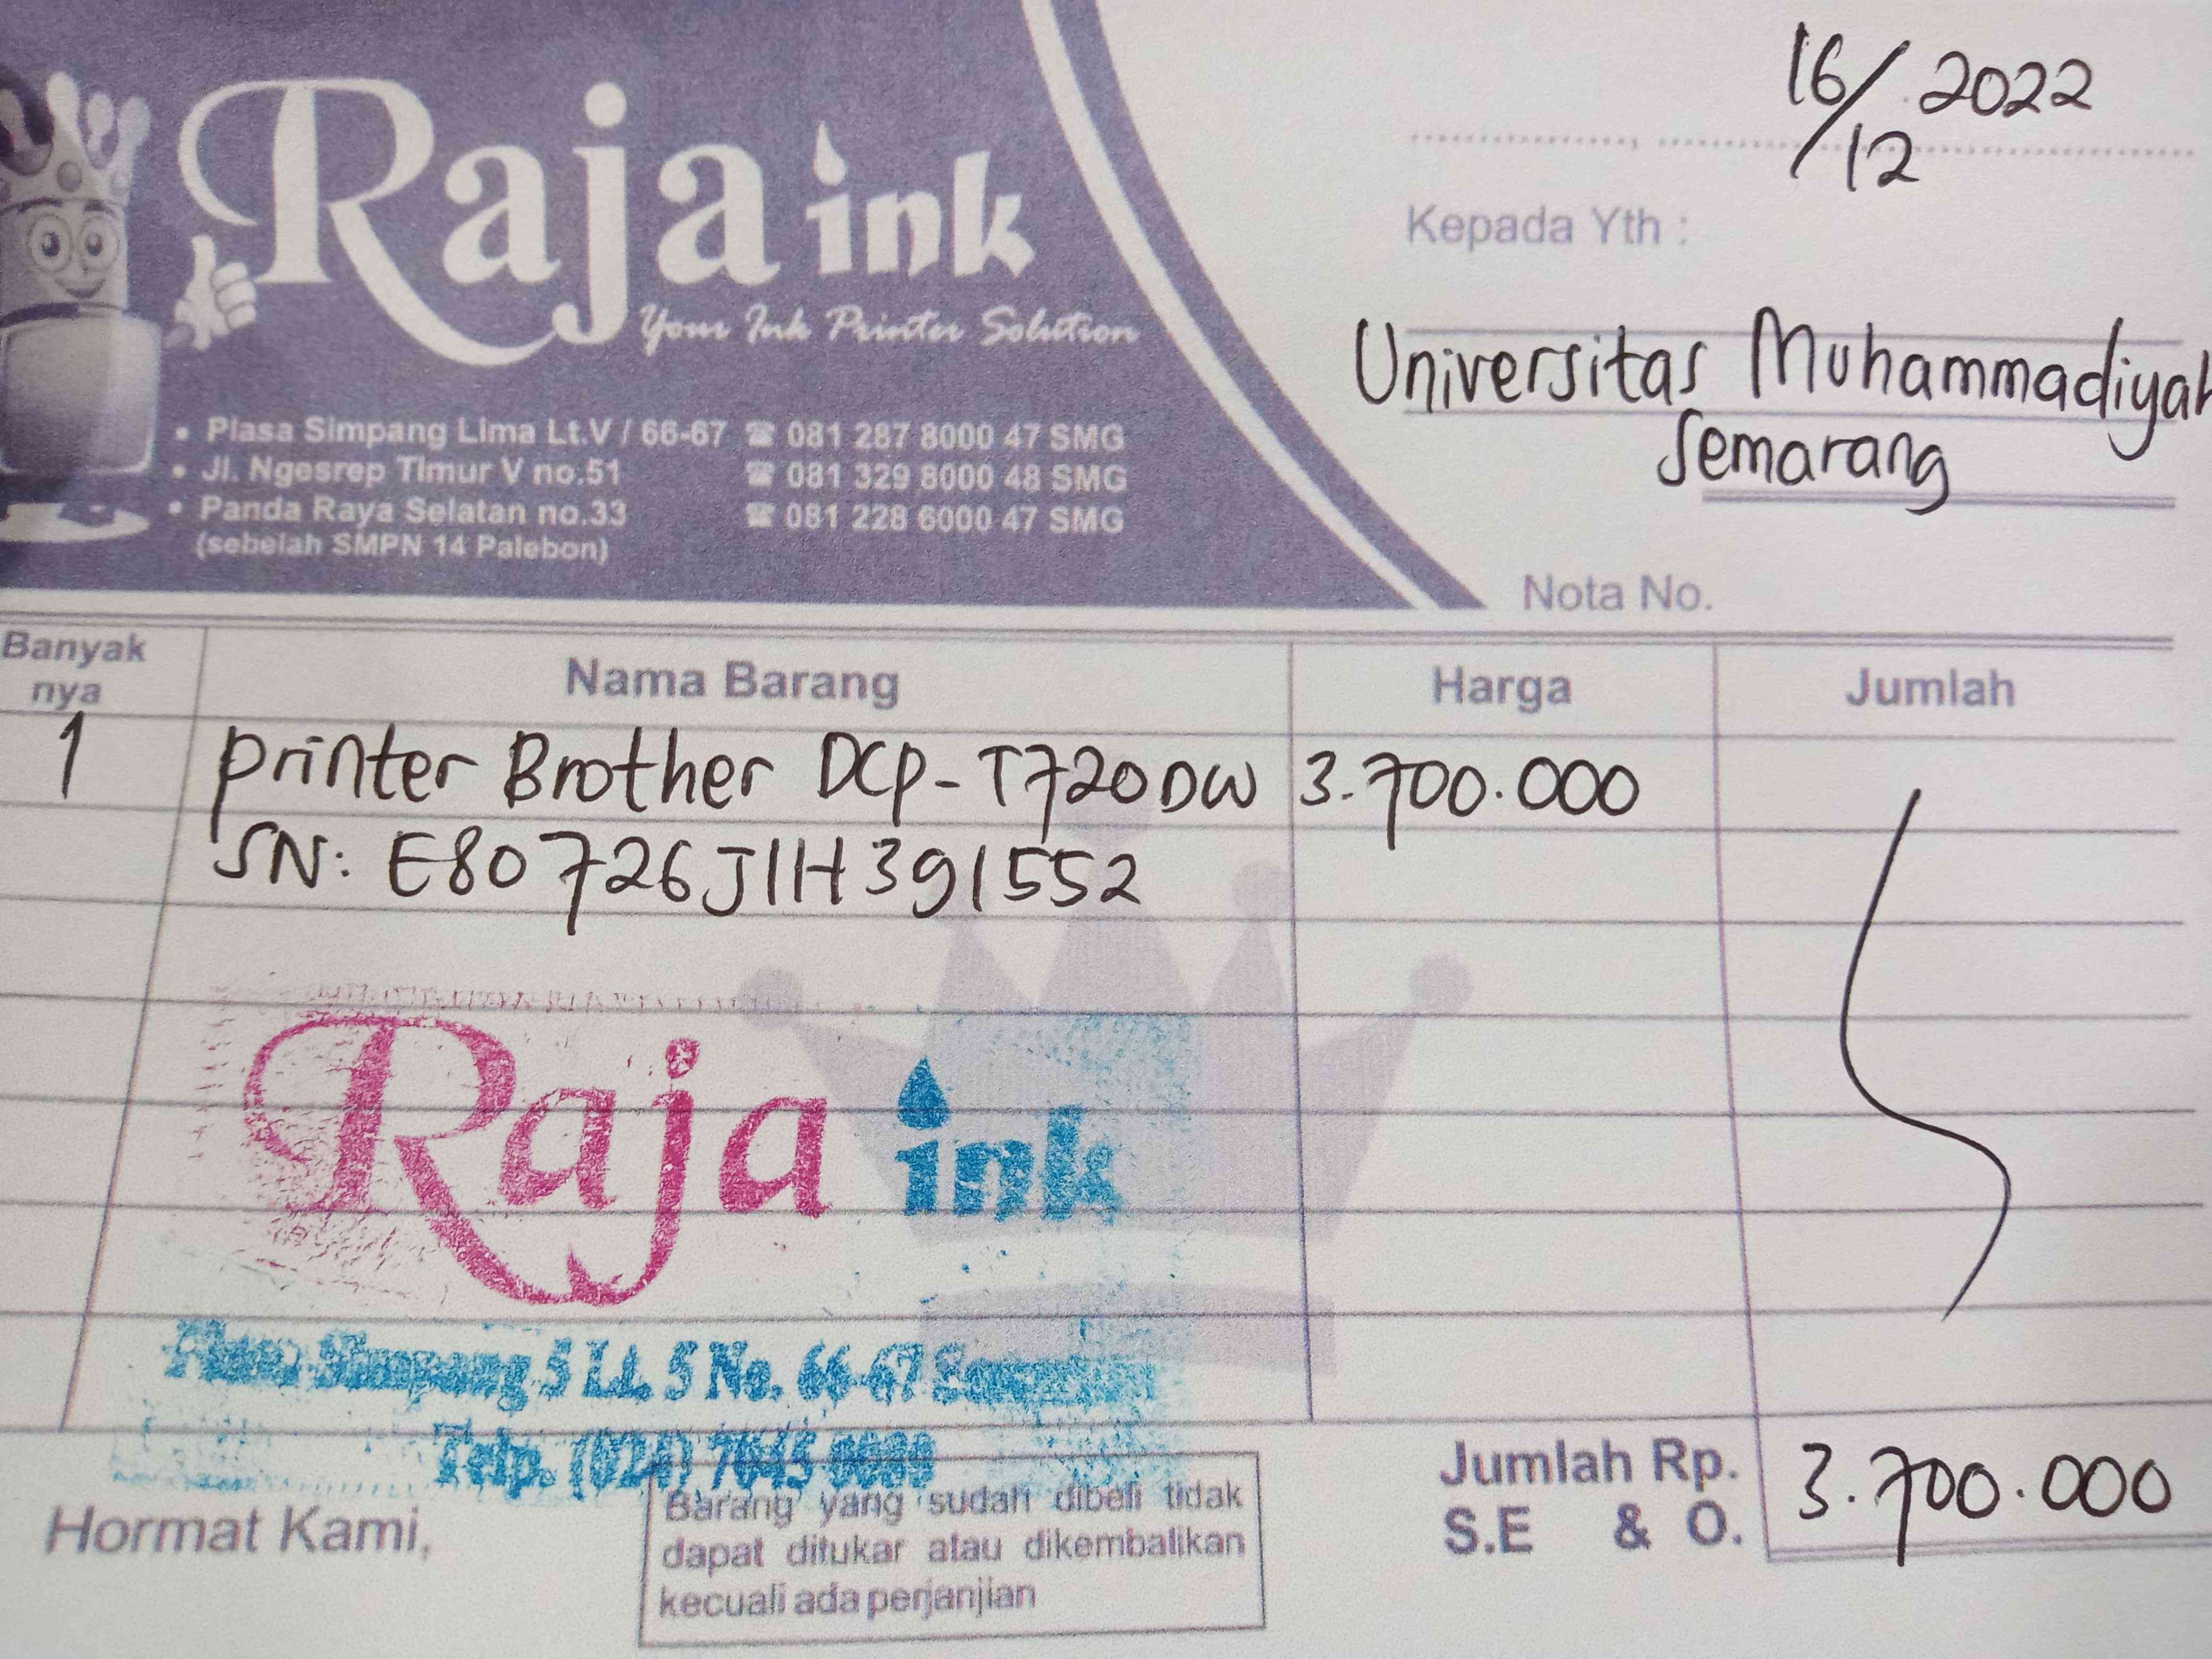 Raja ink
Your Ink Printer Solution
• Plasa Simpang Lima Lt.V / 66-67 ☎ 081 287 8000 47 SMG
• Jl. Ngesrep Timur V no.51 ☎ 081 329 8000 48 SMG
• Panda Raya Selatan no.33 ☎ 081 228 6000 47 SMG
(sebelah SMPN 14 Palebon)
16/12 2022
Kepada Yth :
Universitas Muhammadiyah
Semarang
Nota No.
Banyak nya Nama Barang Harga Jumlah
1 Printer Brother DCP-T720DW 3.700.000
SN: E80726J1H391552
Raja ink
Plasa Simpang 5 Lt. 5 No. 66-67
Telp. (024) 7645
Jumlah Rp. 3.700.000
S.E & O.
Hormat Kami,
Barang yang sudah dibeli tidak
dapat ditukar atau dikembalikan
kecuali ada perjanjian